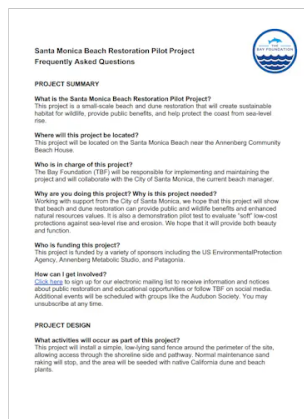 Santa Monica Beach Restoration Pilot Project
Frequently Asked Questions
THE
BAY FOUNDATION
PROJECT SUMMARY
What is the Santa Monica Beach Restoration Pilot Project?
This project is a small-scale beach and dune restoration that will create sustainable
habitat for wildlife, provide public benefits, and help protect the coast from sea-level
rise.
Where will this project be located?
This project will be located on the Santa Monica Beach near the Annenberg Community
Beach House.
Who is in charge of this project?
The Bay Foundation (TBF) will be responsible for implementing and maintaining the
project and will collaborate with the City of Santa Monica, the current beach manager.
Why are you doing this project? Why is this project needed?
Working with support from the City of Santa Monica, we hope that this project will show
that beach and dune restoration can provide public and wildlife benefits and enhanced
natural resources values. It is also a demonstration pilot test to evaluate “soft” low-cost
protections against sea-level rise and erosion. We hope that it will provide both beauty
and function.
Who is funding this project?
This project is funded by a variety of sponsors including the US EnvironmentalProtection
Agency, Annenberg Metabolic Studio, and Patagonia.
How can I get involved?
Click here to sign up for our electronic mailing list to receive information and notices
about public restoration and educational opportunities or follow TBF on social media.
Additional events will be scheduled with groups like the Audubon Society. You may
unsubscribe at any time.
PROJECT DESIGN
What activities will occur as part of this project?
This project will install a simple, low-lying sand fence around the perimeter of the site,
allowing access through the shoreline side and pathway. Normal maintenance sand
raking will stop, and the area will be seeded with native California dune and beach
plants.